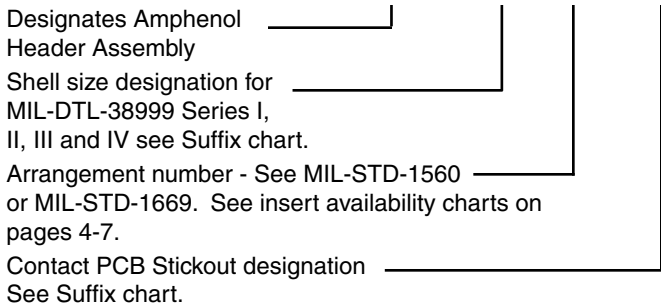 Designates Amphenol
Header Assembly
Shell size designation for
MIL-DTL-38999 Series I,
II, III and IV see Suffix chart.
Arrangement number - See MIL-STD-1560
or MIL-STD-1669.  See insert availability charts on
pages 4-7.
Contact PCB Stickout designation
See Suffix chart.